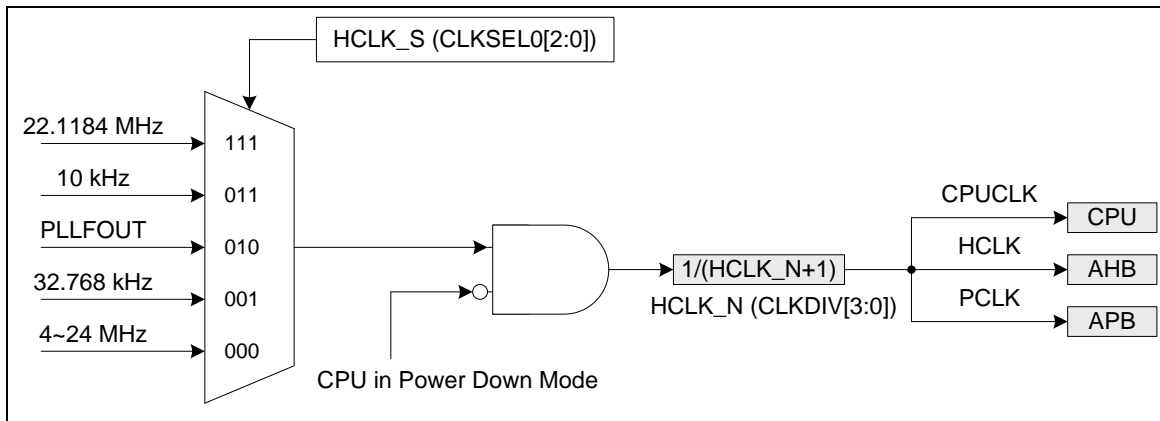 HCLK_S (CLKSEL0[2:0])
22.1184 MHz
111
10 kHz
011
PLLFOUT
010
32.768 kHz
001
4~24 MHz
000
CPU in Power Down Mode
1/(HCLK_N+1)
HCLK_N (CLKDIV[3:0])
CPUCLK
CPU
HCLK
AHB
PCLK
APB